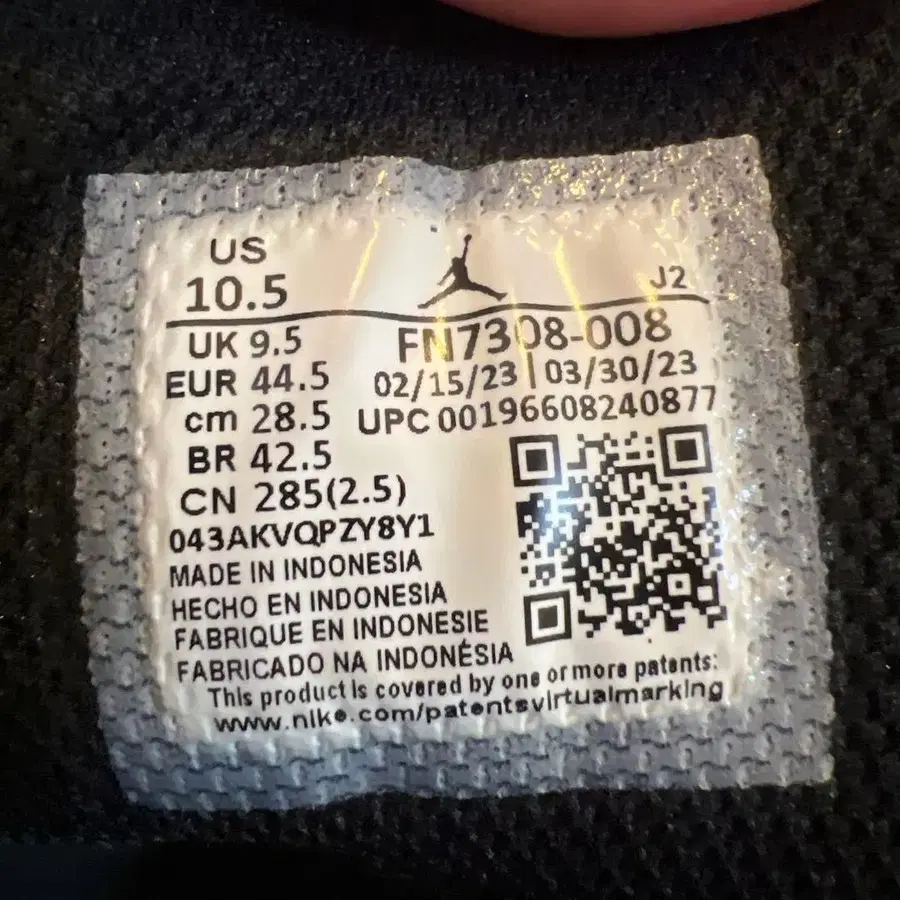 US
10.5
J2
UK 9.5
FN7308-008
EUR 44.5
02/15/23 | 03/30/23
cm 28.5
UPC 00196608240877
BR 42.5
CN 285(2.5)
043AKVQPZY8Y1
MADE IN INDONESIA
HECHO EN INDONESIA
FABRIQUE EN INDONESIE
FABRICADO NA INDONÉSIA
This product is covered by one or more patents:
www.nike.com/patentsvirtualmarking